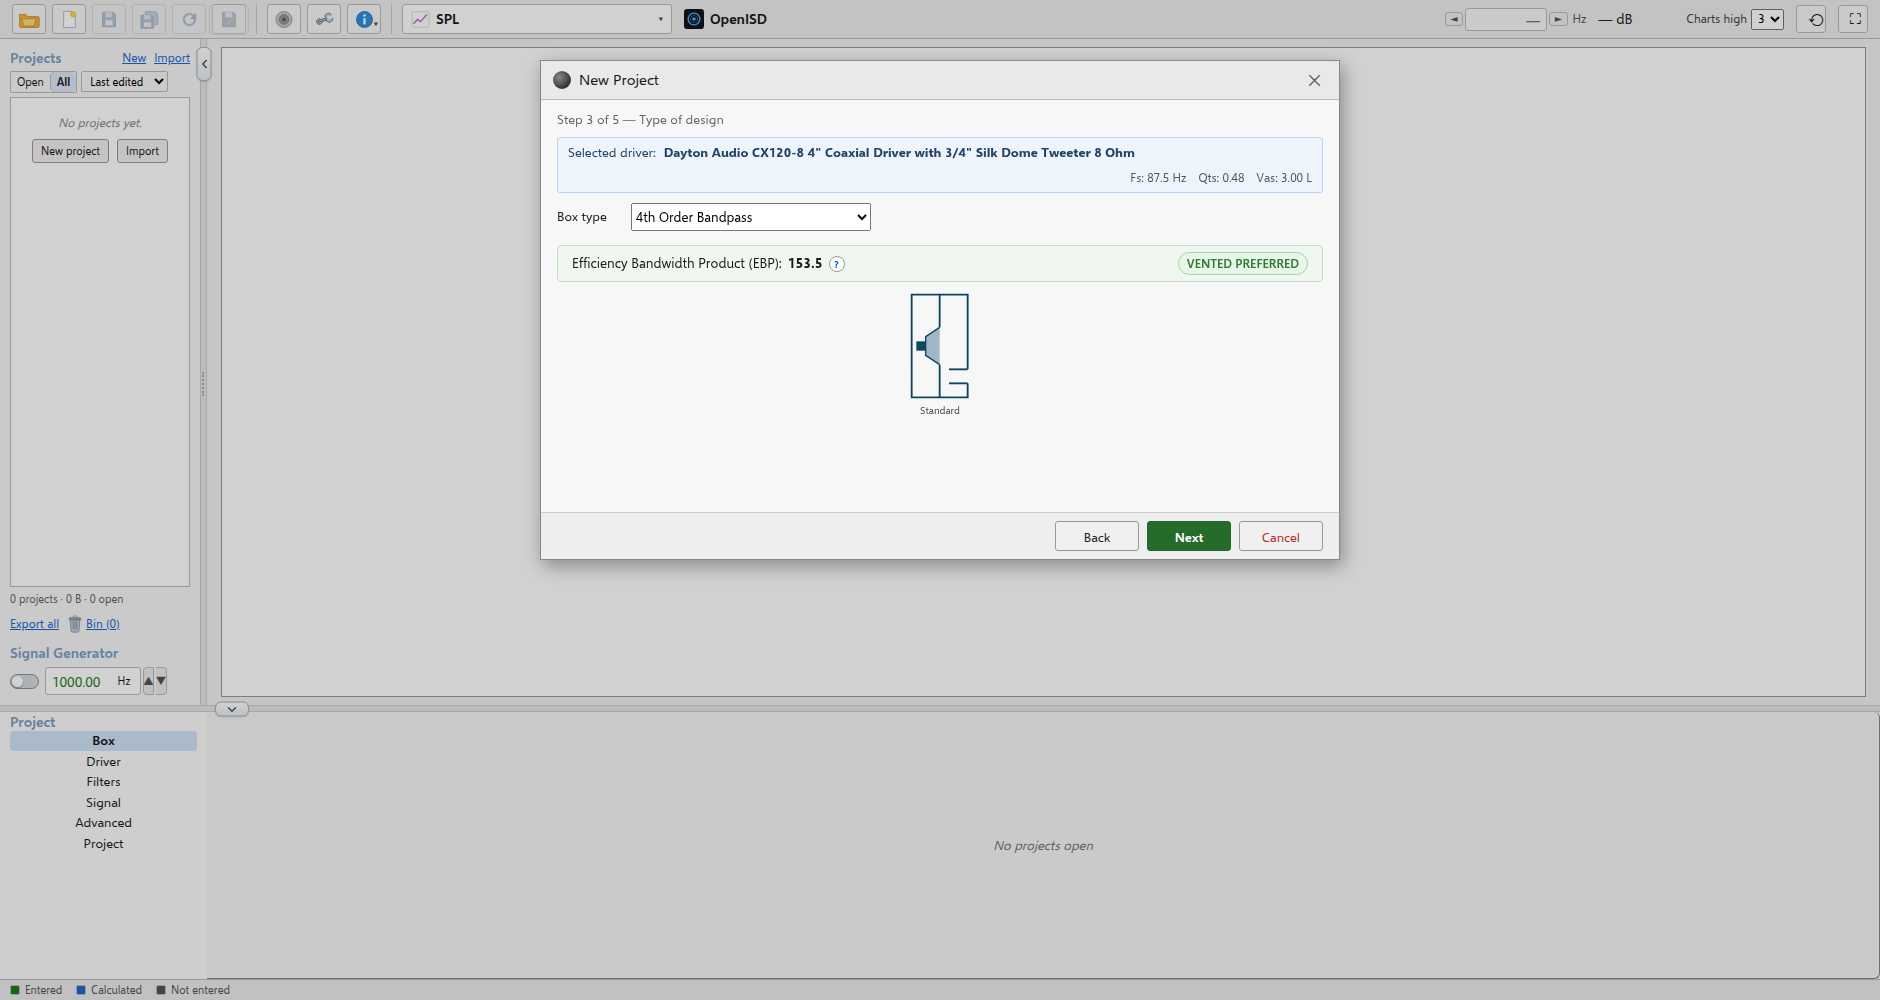 SPL
OpenISD
—
Hz
— dB
Charts high
3
Projects
New
Import
Open
All
Last edited
No projects yet.
New project
Import
0 projects · 0 B · 0 open
Export all
Bin (0)
Signal Generator
1000.00 Hz
Project
Box
Driver
Filters
Signal
Advanced
Project
New Project
Step 3 of 5 — Type of design
Selected driver: Dayton Audio CX120-8 4" Coaxial Driver with 3/4" Silk Dome Tweeter 8 Ohm
Fs: 87.5 Hz Qts: 0.48 Vas: 3.00 L
Box type
4th Order Bandpass
Efficiency Bandwidth Product (EBP): 153.5 ?
VENTED PREFERRED
Standard
Back
Next
Cancel
No projects open
Entered
Calculated
Not entered